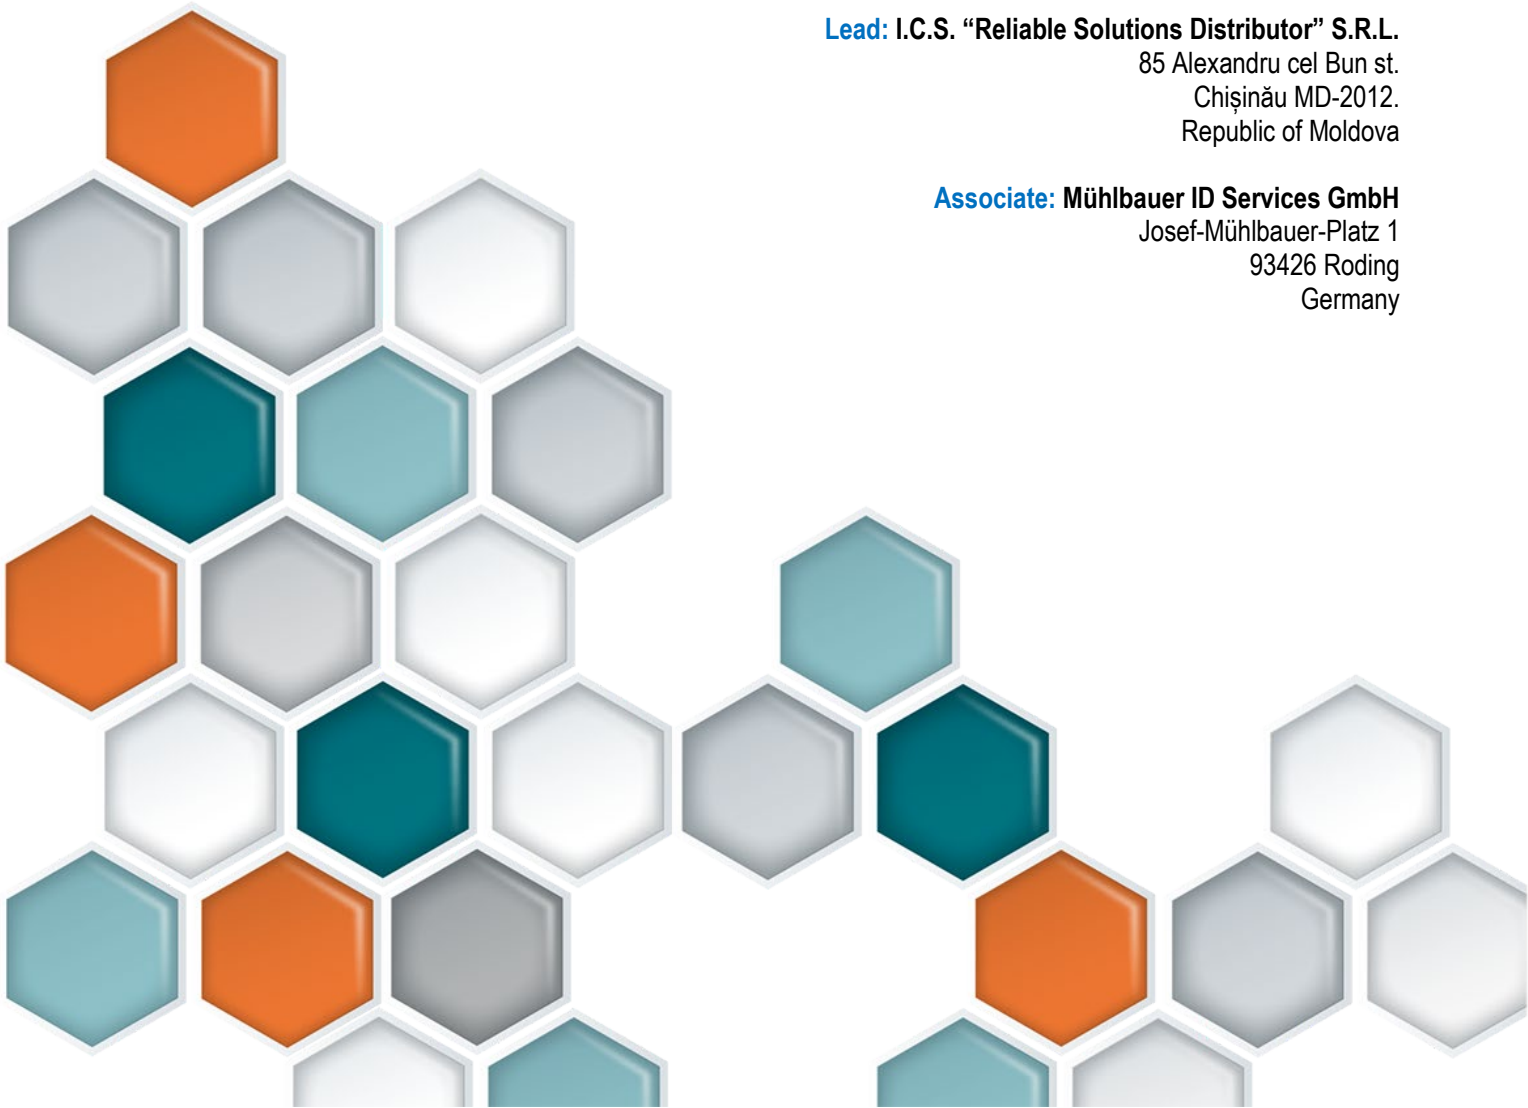 Lead: I.C.S. “Reliable Solutions Distributor” S.R.L.
85 Alexandru cel Bun st.
Chișinău MD-2012.
Republic of Moldova
Associate: Mühlbauer ID Services GmbH
Josef-Mühlbauer-Platz 1
93426 Roding
Germany